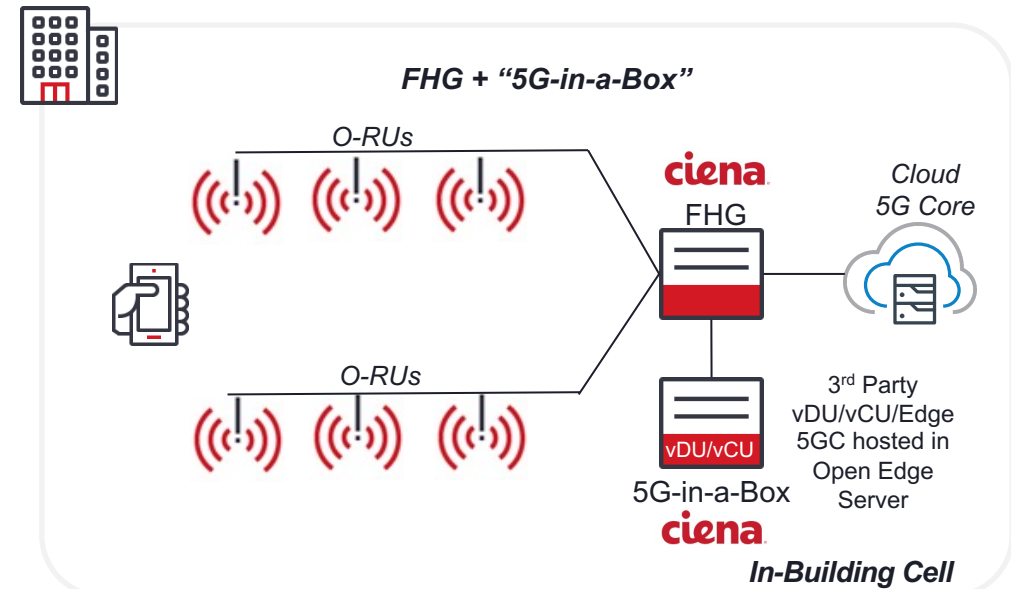 FHG + “5G-in-a-Box”
O-RUs
ciena
FHG
Cloud
5G Core
O-RUs
vDU/vCU
5G-in-a-Box
ciena
3rd Party
vDU/vCU/Edge
5GC hosted in
Open Edge
Server
In-Building Cell